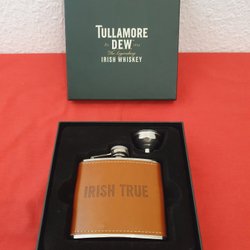 TULLAMORE
DEW
The Legendary
IRISH WHISKEY
IRISH TRUE